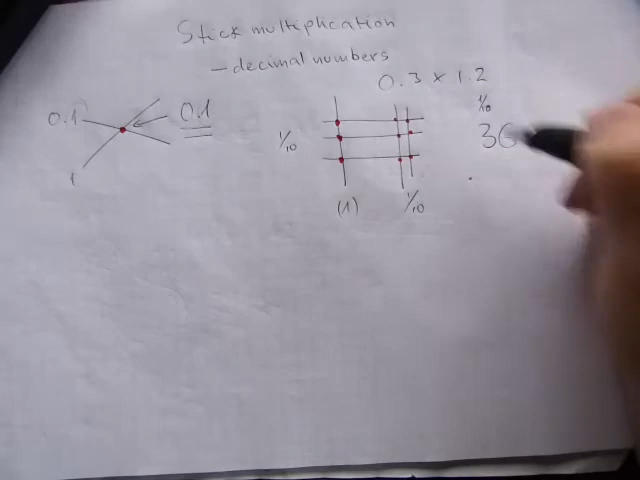 Stick multiplication
- decimal numbers
0.3 x 1.2
0.1 0.1
1/10 1/10 36
1 (1) 1/10